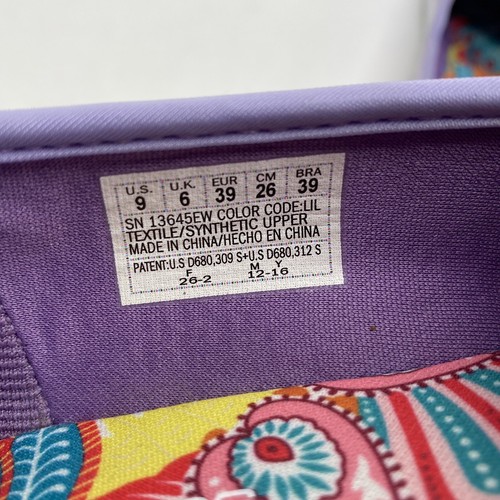 U.S. U.K. EUR CM BRA
9 6 39 26 39
SN 13645EW COLOR CODE:LIL
TEXTILE/SYNTHETIC UPPER
MADE IN CHINA/HECHO EN CHINA
PATENT:U.S D680,309 S+U.S D680,312 S
F M Y
26-2 12-16